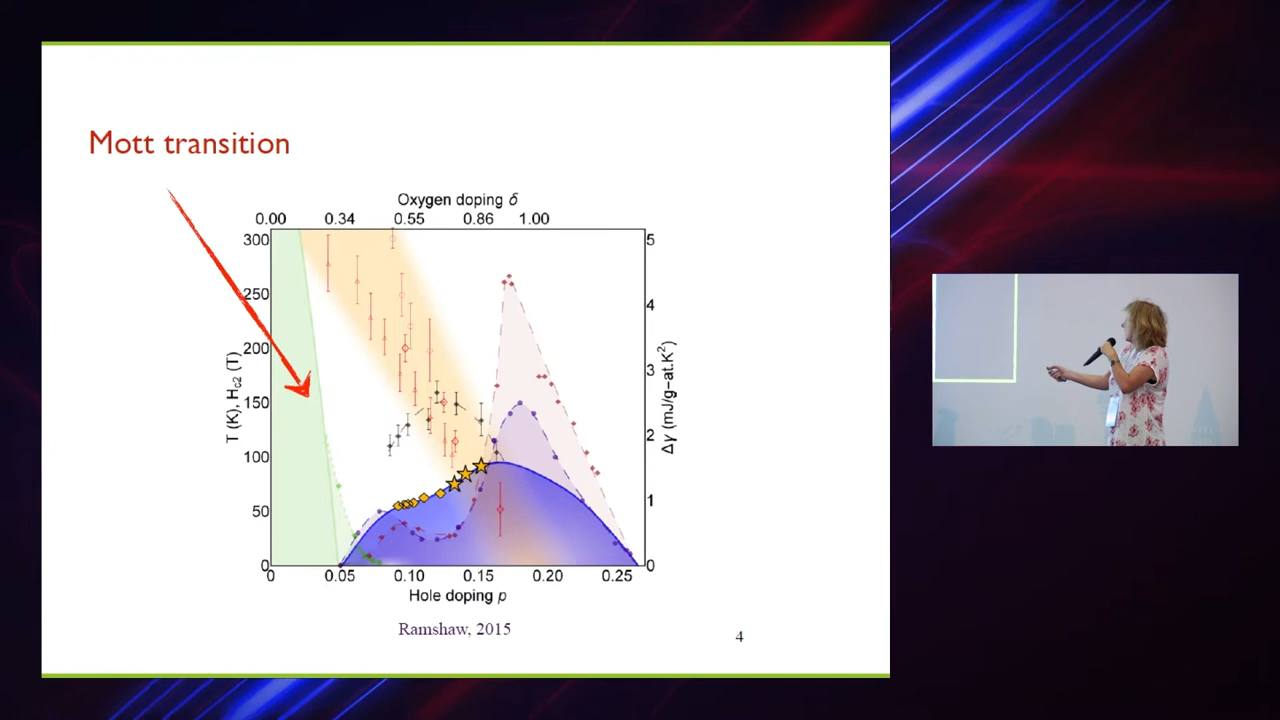 Mott transition
Oxygen doping δ
0.00 0.34 0.55 0.86 1.00
300
250
200
150
100
50
0
T (K), Hc2 (T)
5
4
3
2
1
0
Δγ (mJ/g-at.K²)
0 0.05 0.10 0.15 0.20 0.25
Hole doping p
Ramshaw, 2015
4